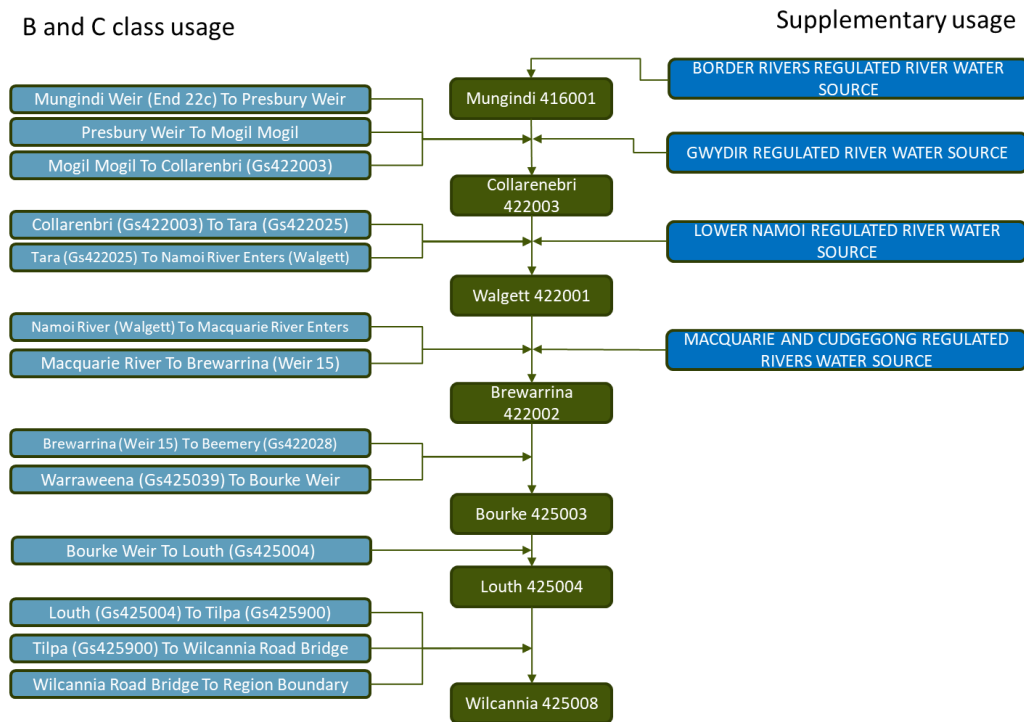 B and C class usage
Supplementary usage
Mungindi Weir (End 22c) To Presbury Weir
Presbury Weir To Mogil Mogil
Mogil Mogil To Collarenbri (Gs422003)
Mungindi 416001
BORDER RIVERS REGULATED RIVER WATER
SOURCE
GWYDIR REGULATED RIVER WATER SOURCE
Collarenebri
422003
Collarenbri (Gs422003) To Tara (Gs422025)
Tara (Gs422025) To Namoi River Enters (Walgett)
LOWER NAMOI REGULATED RIVER WATER
SOURCE
Walgett 422001
Namoi River (Walgett) To Macquarie River Enters
Macquarie River To Brewarrina (Weir 15)
MACQUARIE AND CUDGEGONG REGULATED
RIVERS WATER SOURCE
Brewarrina
422002
Brewarrina (Weir 15) To Beemery (Gs422028)
Warraweena (Gs425039) To Bourke Weir
Bourke 425003
Bourke Weir To Louth (Gs425004)
Louth 425004
Louth (Gs425004) To Tilpa (Gs425900)
Tilpa (Gs425900) To Wilcannia Road Bridge
Wilcannia Road Bridge To Region Boundary
Wilcannia 425008